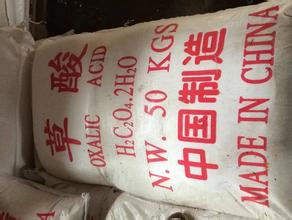 草酸
OXALIC ACID
H2C2O4.2H2O
N.W. 50 KGS
中国制造
MADE IN CHINA